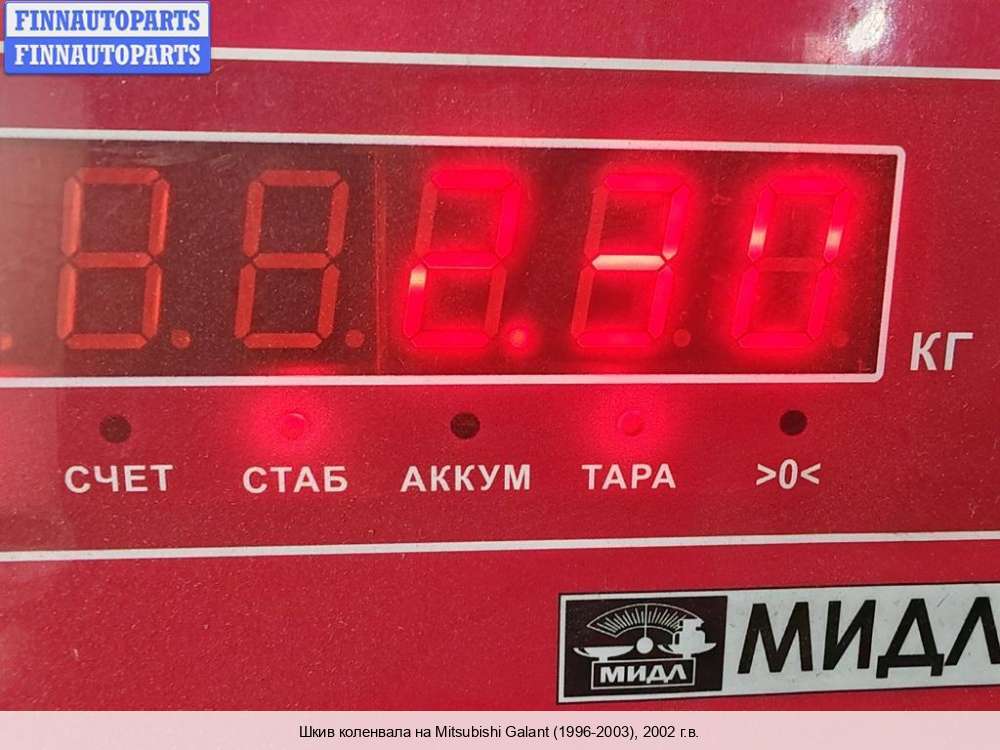 FINNAUTOPARTS
FINNAUTOPARTS
2.30
КГ
СЧЕТ СТАБ АККУМ ТАРА >0<
МИДЛ МИДЛ
Шкив коленвала на Mitsubishi Galant (1996-2003), 2002 г.в.